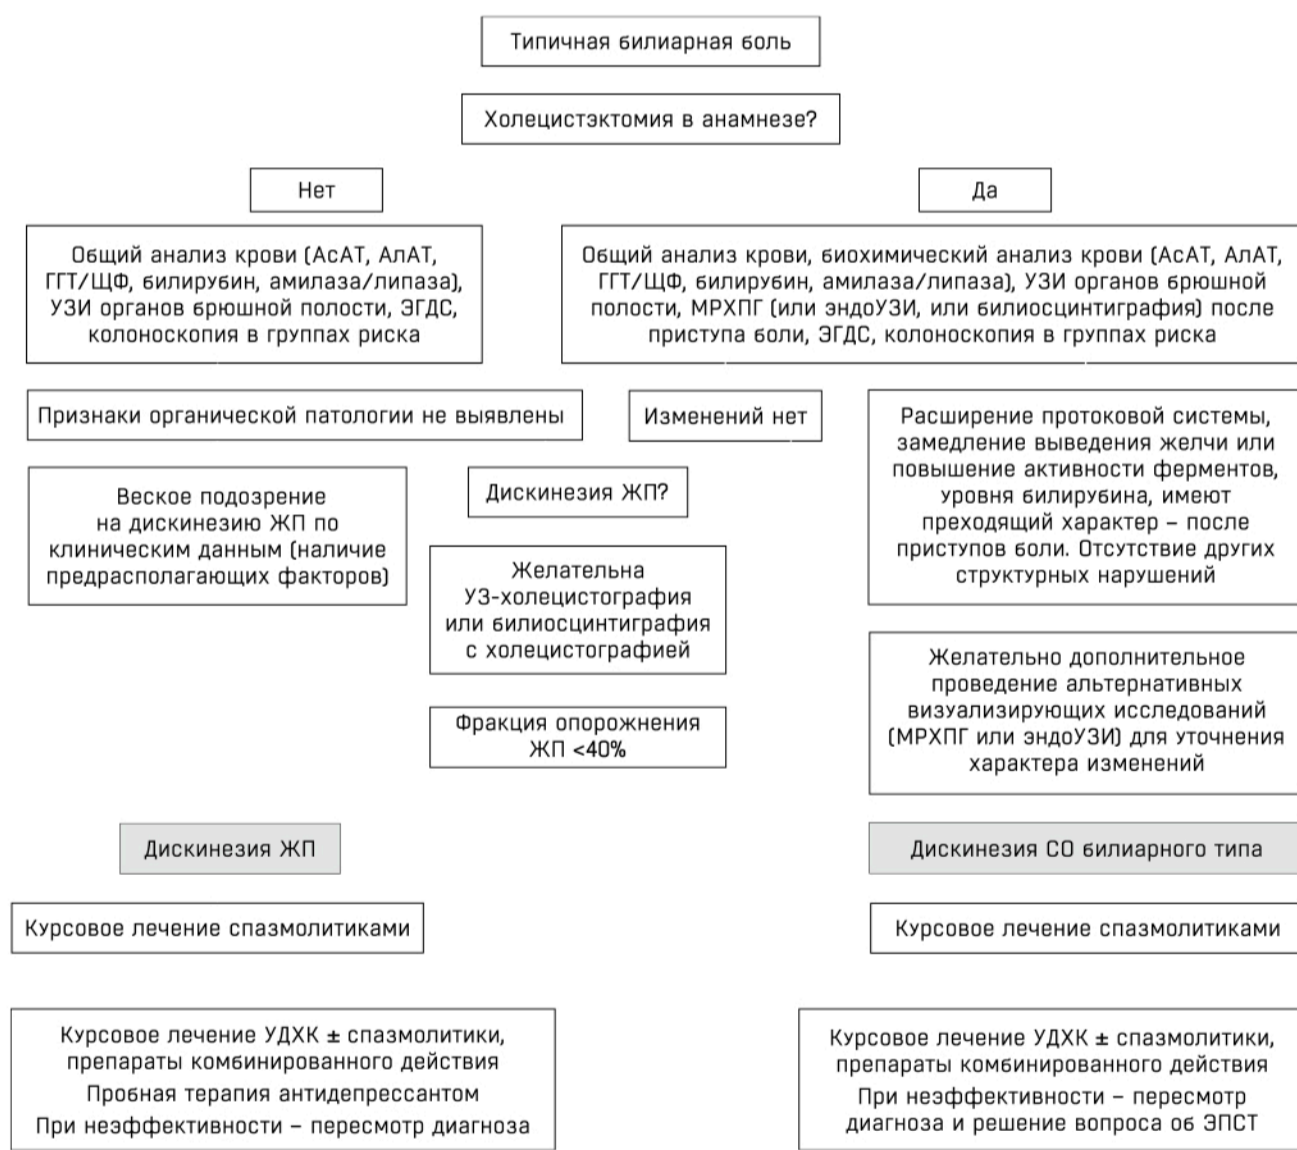 Типичная билиарная боль
Холецистэктомия в анамнезе?
Нет
Да
Общий анализ крови (АсАТ, АлАТ,
ГГТ/ЩФ, билирубин, амилаза/липаза),
УЗИ органов брюшной полости, ЭГДС,
колоноскопия в группах риска
Общий анализ крови, биохимический анализ крови (АсАТ, АлАТ,
ГГТ/ЩФ, билирубин, амилаза/липаза), УЗИ органов брюшной
полости, МРХПГ (или эндоУЗИ, или билиосцинтиграфия) после
приступа боли, ЭГДС, колоноскопия в группах риска
Признаки органической патологии не выявлены
Изменений нет
Расширение протоковой системы,
замедление выведения желчи или
повышение активности ферментов,
уровня билирубина, имеют
преходящий характер – после
приступов боли. Отсутствие других
структурных нарушений
Веское подозрение
на дискинезию ЖП по
клиническим данным (наличие
предрасполагающих факторов)
Дискинезия ЖП?
Желательна
УЗ-холецистография
или билиосцинтиграфия
с холецистографией
Желательно дополнительное
проведение альтернативных
визуализирующих исследований
(МРХПГ или эндоУЗИ) для уточнения
характера изменений
Фракция опорожнения
ЖП <40%
Дискинезия ЖП
Дискинезия СО билиарного типа
Курсовое лечение спазмолитиками
Курсовое лечение спазмолитиками
Курсовое лечение УДХК ± спазмолитики,
препараты комбинированного действия
Пробная терапия антидепрессантом
При неэффективности – пересмотр диагноза
Курсовое лечение УДХК ± спазмолитики,
препараты комбинированного действия
При неэффективности – пересмотр
диагноза и решение вопроса об ЭПСТ